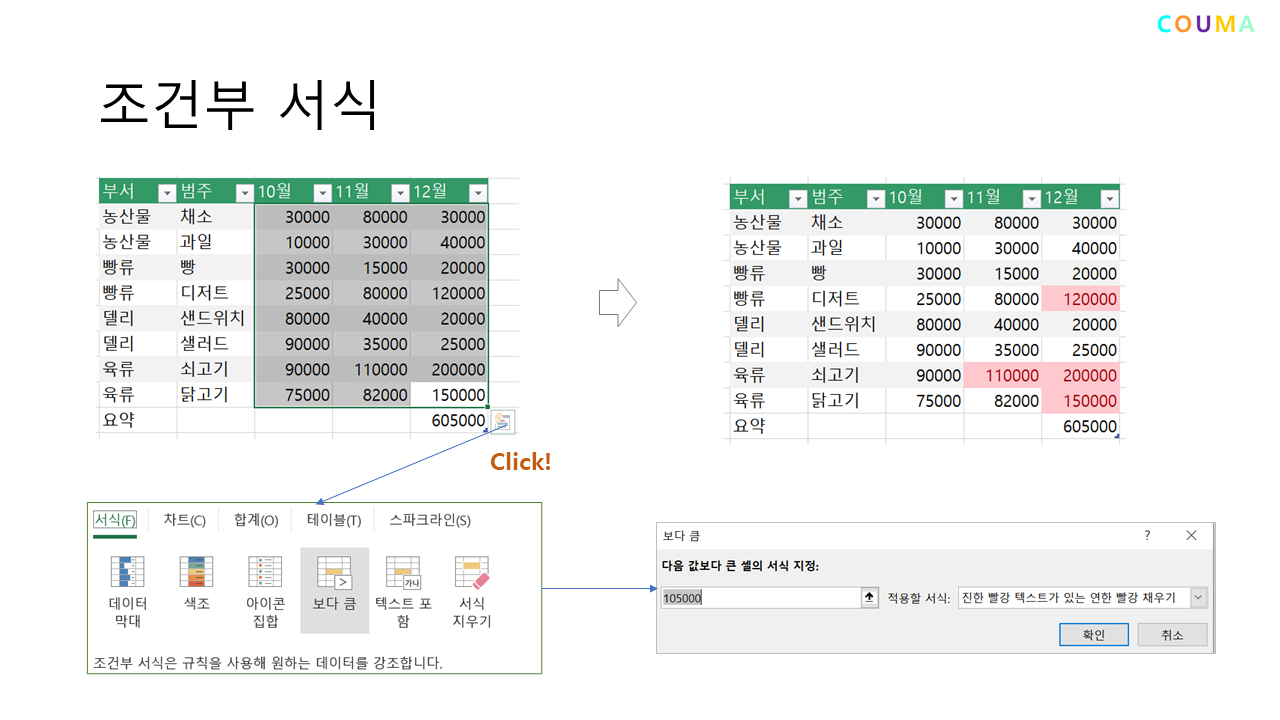 COUMA
조건부 서식
부서 범주 10월 11월 12월
농산물 채소 30000 80000 30000
농산물 과일 10000 30000 40000
빵류 빵 30000 15000 20000
빵류 디저트 25000 80000 120000
델리 샌드위치 80000 40000 20000
델리 샐러드 90000 35000 25000
육류 쇠고기 90000 110000 200000
육류 닭고기 75000 82000 150000
요약 605000
부서 범주 10월 11월 12월
농산물 채소 30000 80000 30000
농산물 과일 10000 30000 40000
빵류 빵 30000 15000 20000
빵류 디저트 25000 80000 120000
델리 샌드위치 80000 40000 20000
델리 샐러드 90000 35000 25000
육류 쇠고기 90000 110000 200000
육류 닭고기 75000 82000 150000
요약 605000
Click!
서식(F) 차트(C) 합계(O) 테이블(T) 스파크라인(S)
가나
데이터 색조 아이콘 보다 큼 텍스트 포 서식
막대 집합 함 지우기
조건부 서식은 규칙을 사용해 원하는 데이터를 강조합니다.
보다 큼 ?
다음 값보다 큰 셀의 서식 지정:
105000 적용할 서식: 진한 빨강 텍스트가 있는 연한 빨강 채우기
확인 취소